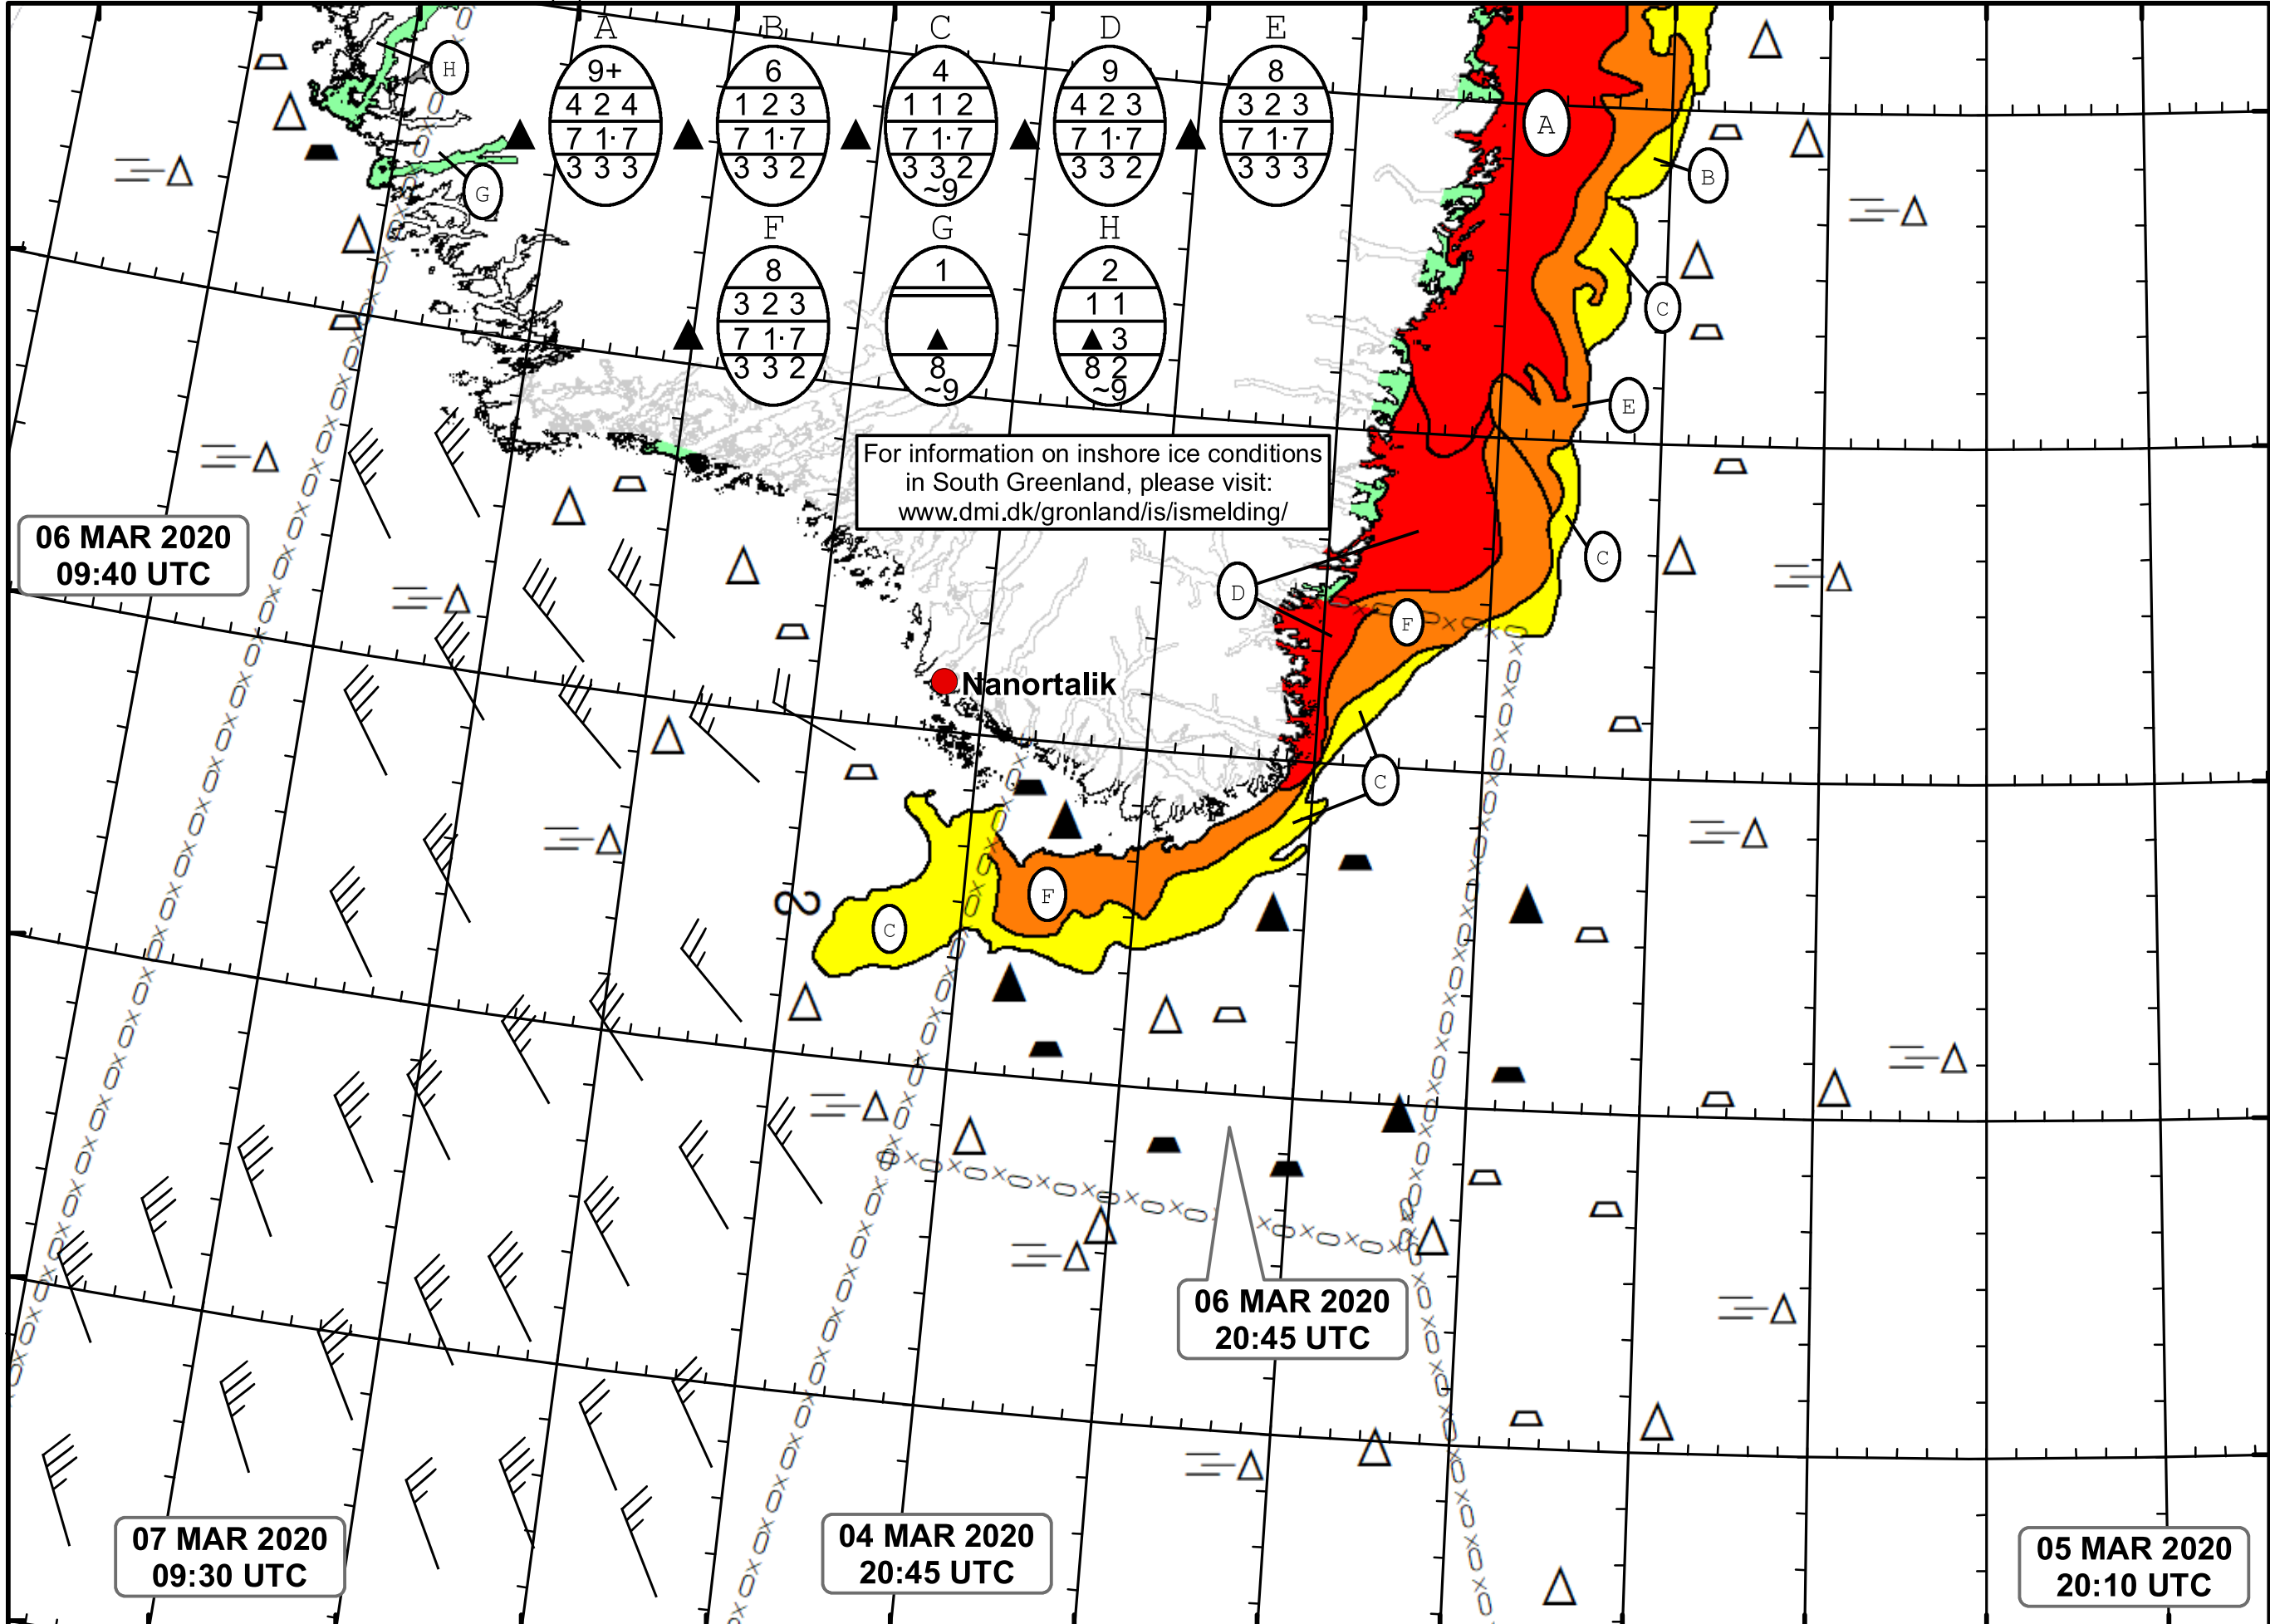 A B C D E
9+ 6 4 9 8
4 2 4 1 2 3 1 1 2 4 2 3 3 2 3
▲ 7 1·7 ▲ 7 1·7 ▲ 7 1·7 ▲ 7 1·7 ▲ 7 1·7
3 3 3 3 3 2 3 3 2 3 3 2 3 3 3
~9
F G H
8 1 2
3 2 3 1 1
▲ 7 1·7 ▲ ▲ 3
3 3 2 8 8 2
~9 ~9
H
G
A
B
C
E
For information on inshore ice conditions
in South Greenland, please visit:
www.dmi.dk/gronland/is/ismelding/
06 MAR 2020
09:40 UTC
C
D
F
Nanortalik
C
F
C
06 MAR 2020
20:45 UTC
07 MAR 2020
09:30 UTC
04 MAR 2020
20:45 UTC
05 MAR 2020
20:10 UTC